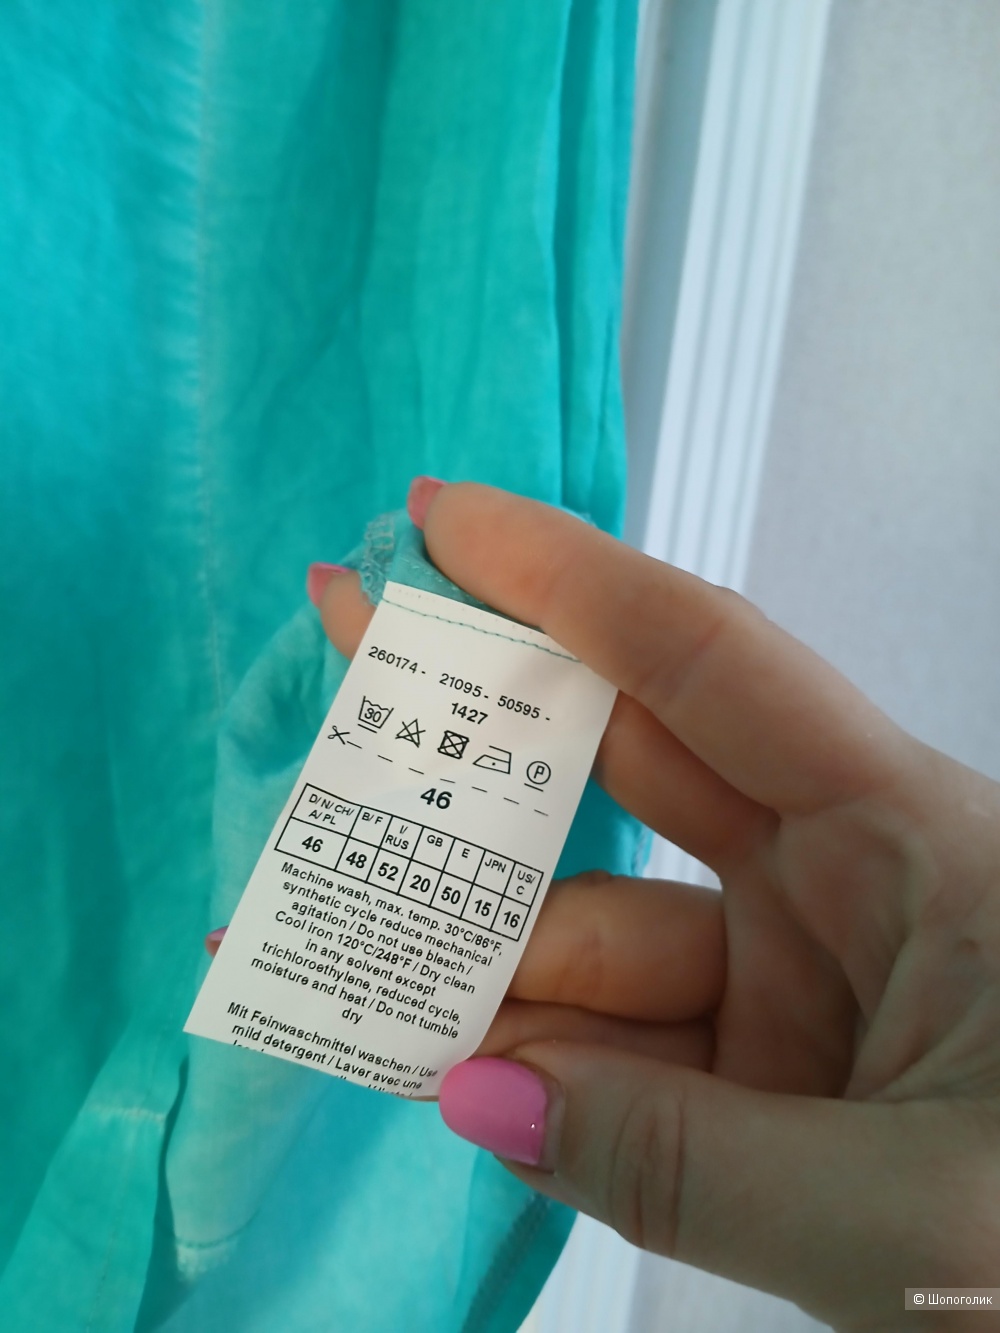 260174 - 21095 - 50595 -
1427
30
P
46
D/ N/ CH/ A/ PL B/ F I/ RUS GB E JPN US/ C
46 48 52 20 50 15 16
Machine wash, max. temp. 30°C/86°F,
synthetic cycle reduce mechanical
agitation / Do not use bleach /
Cool iron 120°C/248°F / Dry clean
in any solvent except
trichloroethylene, reduced cycle,
moisture and heat / Do not tumble
dry
Mit Feinwaschmittel waschen / Use
mild detergent / Laver avec une
© Шопоголик